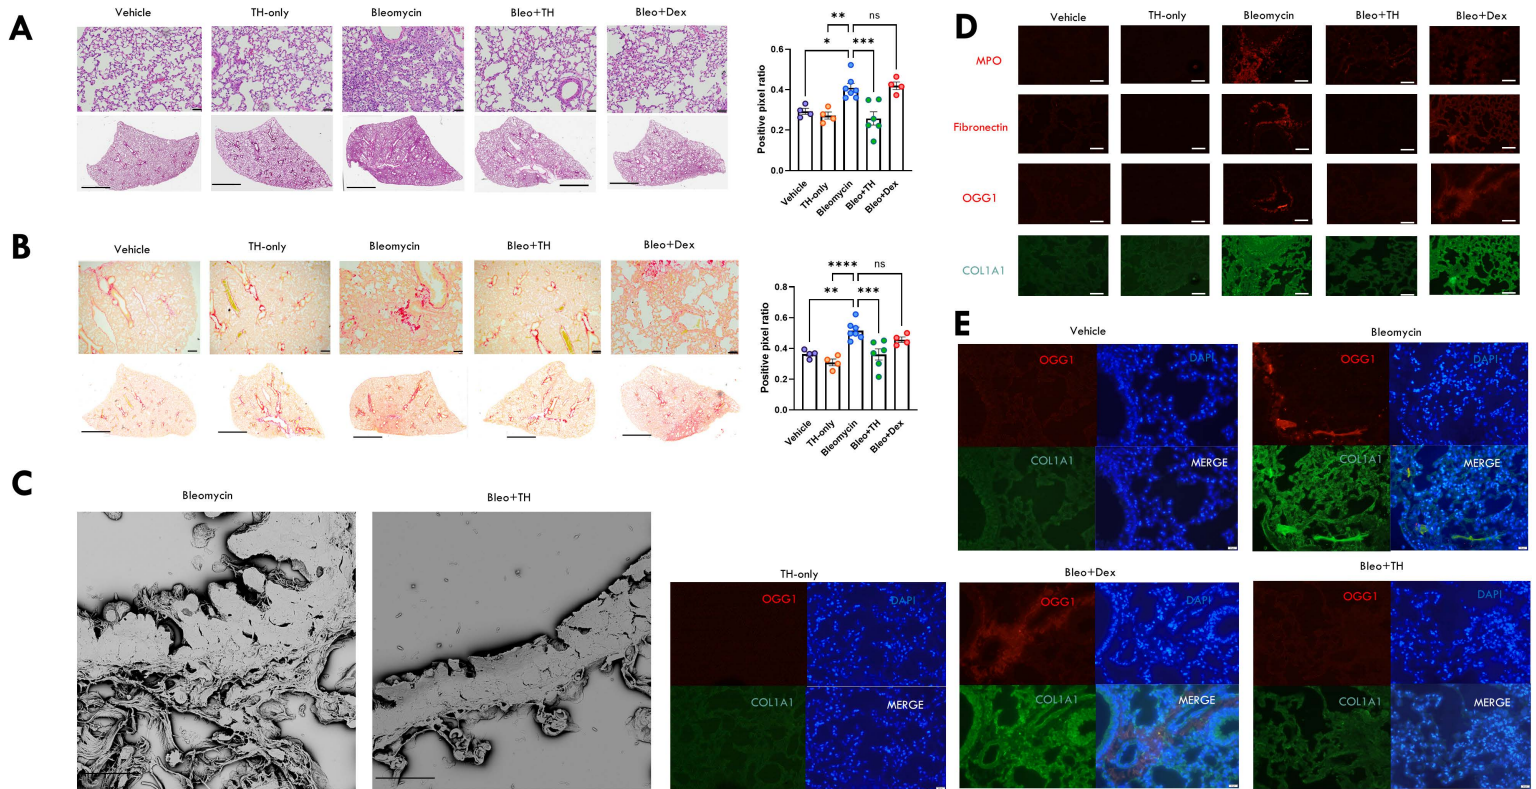 A
Vehicle
TH-only
Bleomycin
Bleo+TH
Bleo+Dex
** ns
* ***
Positive pixel ratio
0.6
0.4
0.2
0.0
Vehicle
TH-only
Bleomycin
Bleo+TH
Bleo+Dex
B
Vehicle
TH-only
Bleomycin
Bleo+TH
Bleo+Dex
**** ns
** ***
Positive pixel ratio
0.8
0.6
0.4
0.2
0.0
Vehicle
TH-only
Bleomycin
Bleo+TH
Bleo+Dex
C
Bleomycin
Bleo+TH
D
Vehicle
TH-only
Bleomycin
Bleo+TH
Bleo+Dex
MPO
Fibronectin
OGG1
COL1A1
E
Vehicle
OGG1
DAPI
COL1A1
MERGE
Bleomycin
OGG1
DAPI
COL1A1
MERGE
TH-only
OGG1
DAPI
COL1A1
MERGE
Bleo+Dex
OGG1
DAPI
COL1A1
MERGE
Bleo+TH
OGG1
DAPI
COL1A1
MERGE